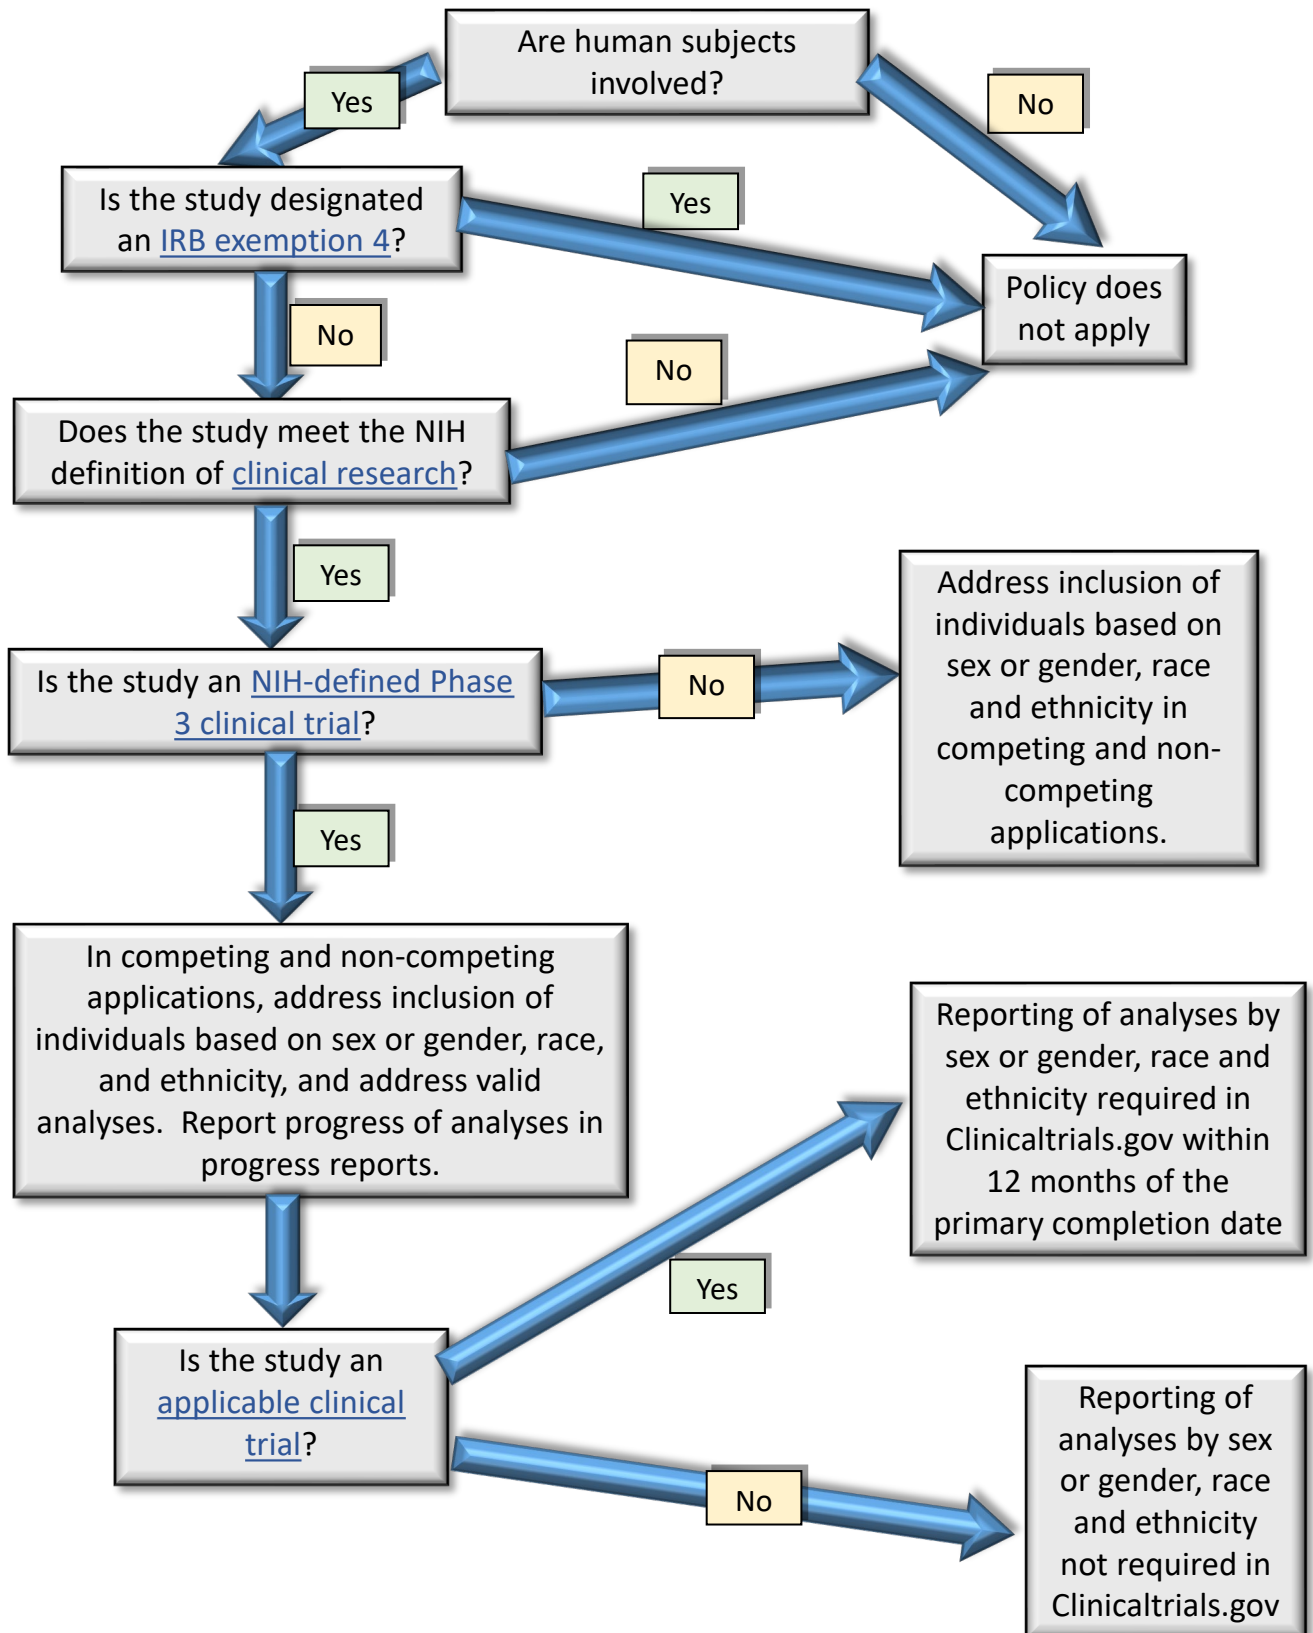 Are human subjects
involved?
Yes
No
Is the study designated
an IRB exemption 4?
Yes
Policy does
not apply
No
No
Does the study meet the NIH
definition of clinical research?
Yes
Address inclusion of
individuals based on
sex or gender, race
and ethnicity in
competing and non-
competing
applications.
Is the study an NIH-defined Phase
3 clinical trial?
No
Yes
In competing and non-competing
applications, address inclusion of
individuals based on sex or gender, race,
and ethnicity, and address valid
analyses.  Report progress of analyses in
progress reports.
Reporting of analyses by
sex or gender, race and
ethnicity required in
Clinicaltrials.gov within
12 months of the
primary completion date
Yes
Is the study an
applicable clinical
trial?
No
Reporting of
analyses by sex
or gender, race
and ethnicity
not required in
Clinicaltrials.gov